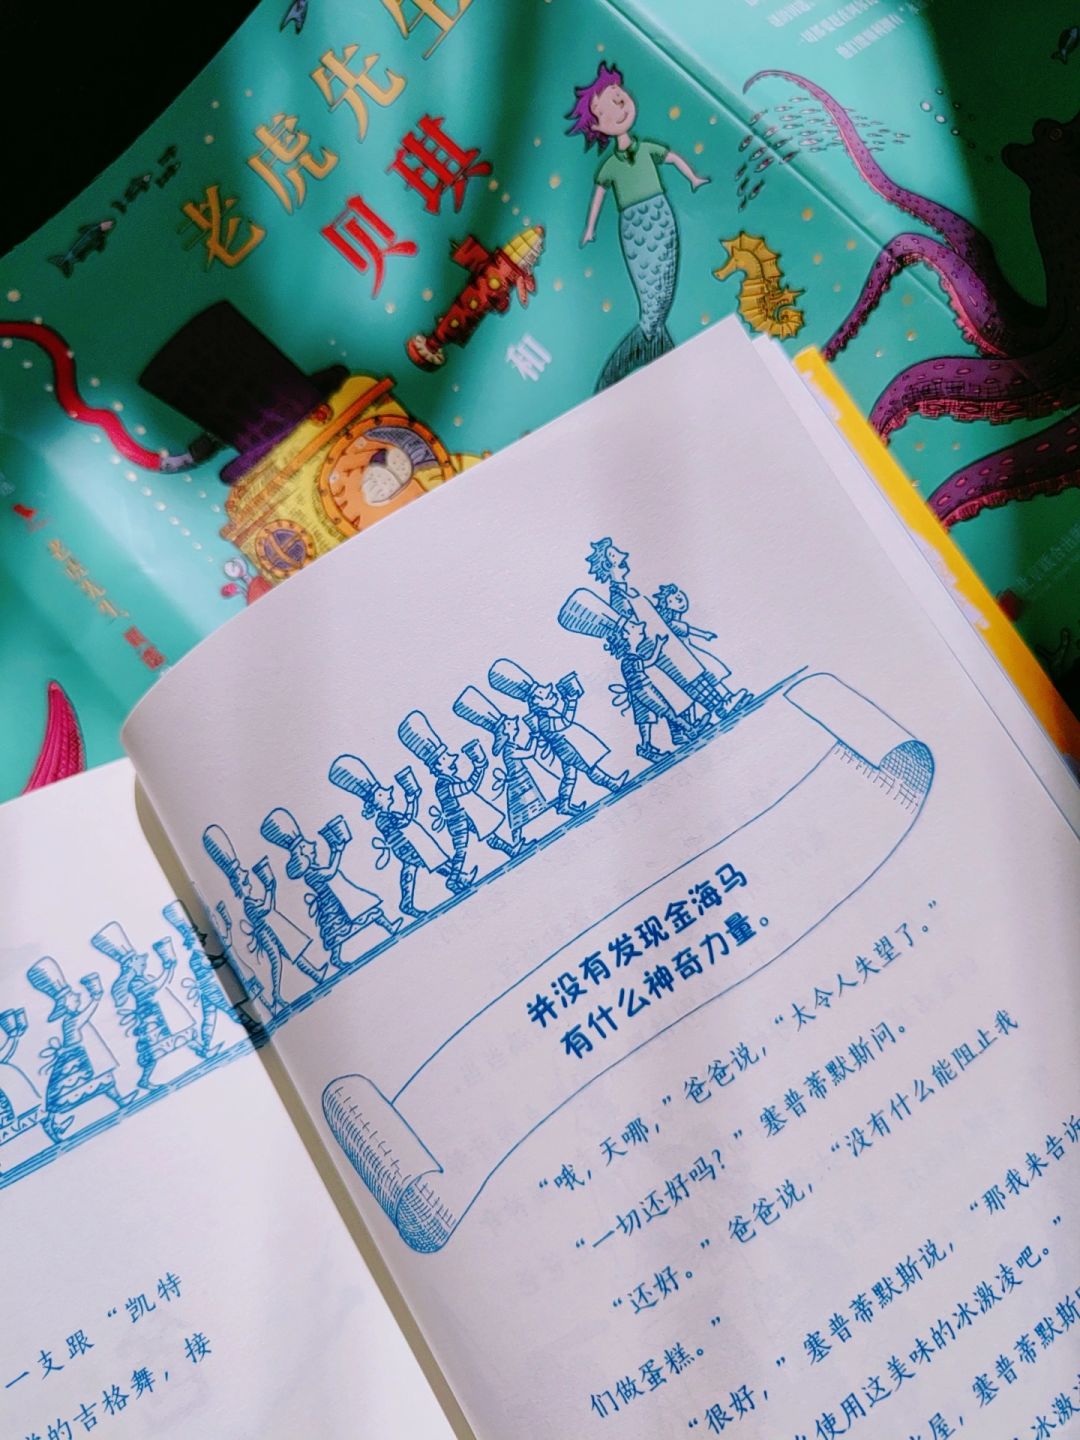 老虎先生
贝琪
和
并没有发现金海马
有什么神奇力量。
“哦，天哪，”爸爸说，“太令人失望了。”
“一切还好吗？”塞普蒂默斯问。
“还好。”爸爸说，“没有什么能阻止我
们做蛋糕。”
“很好，”塞普蒂默斯说，“那我来告诉
使用这美味的冰激凌吧。”
屋，塞普蒂默斯
冰激
一支跟“凯特
的吉格舞，接